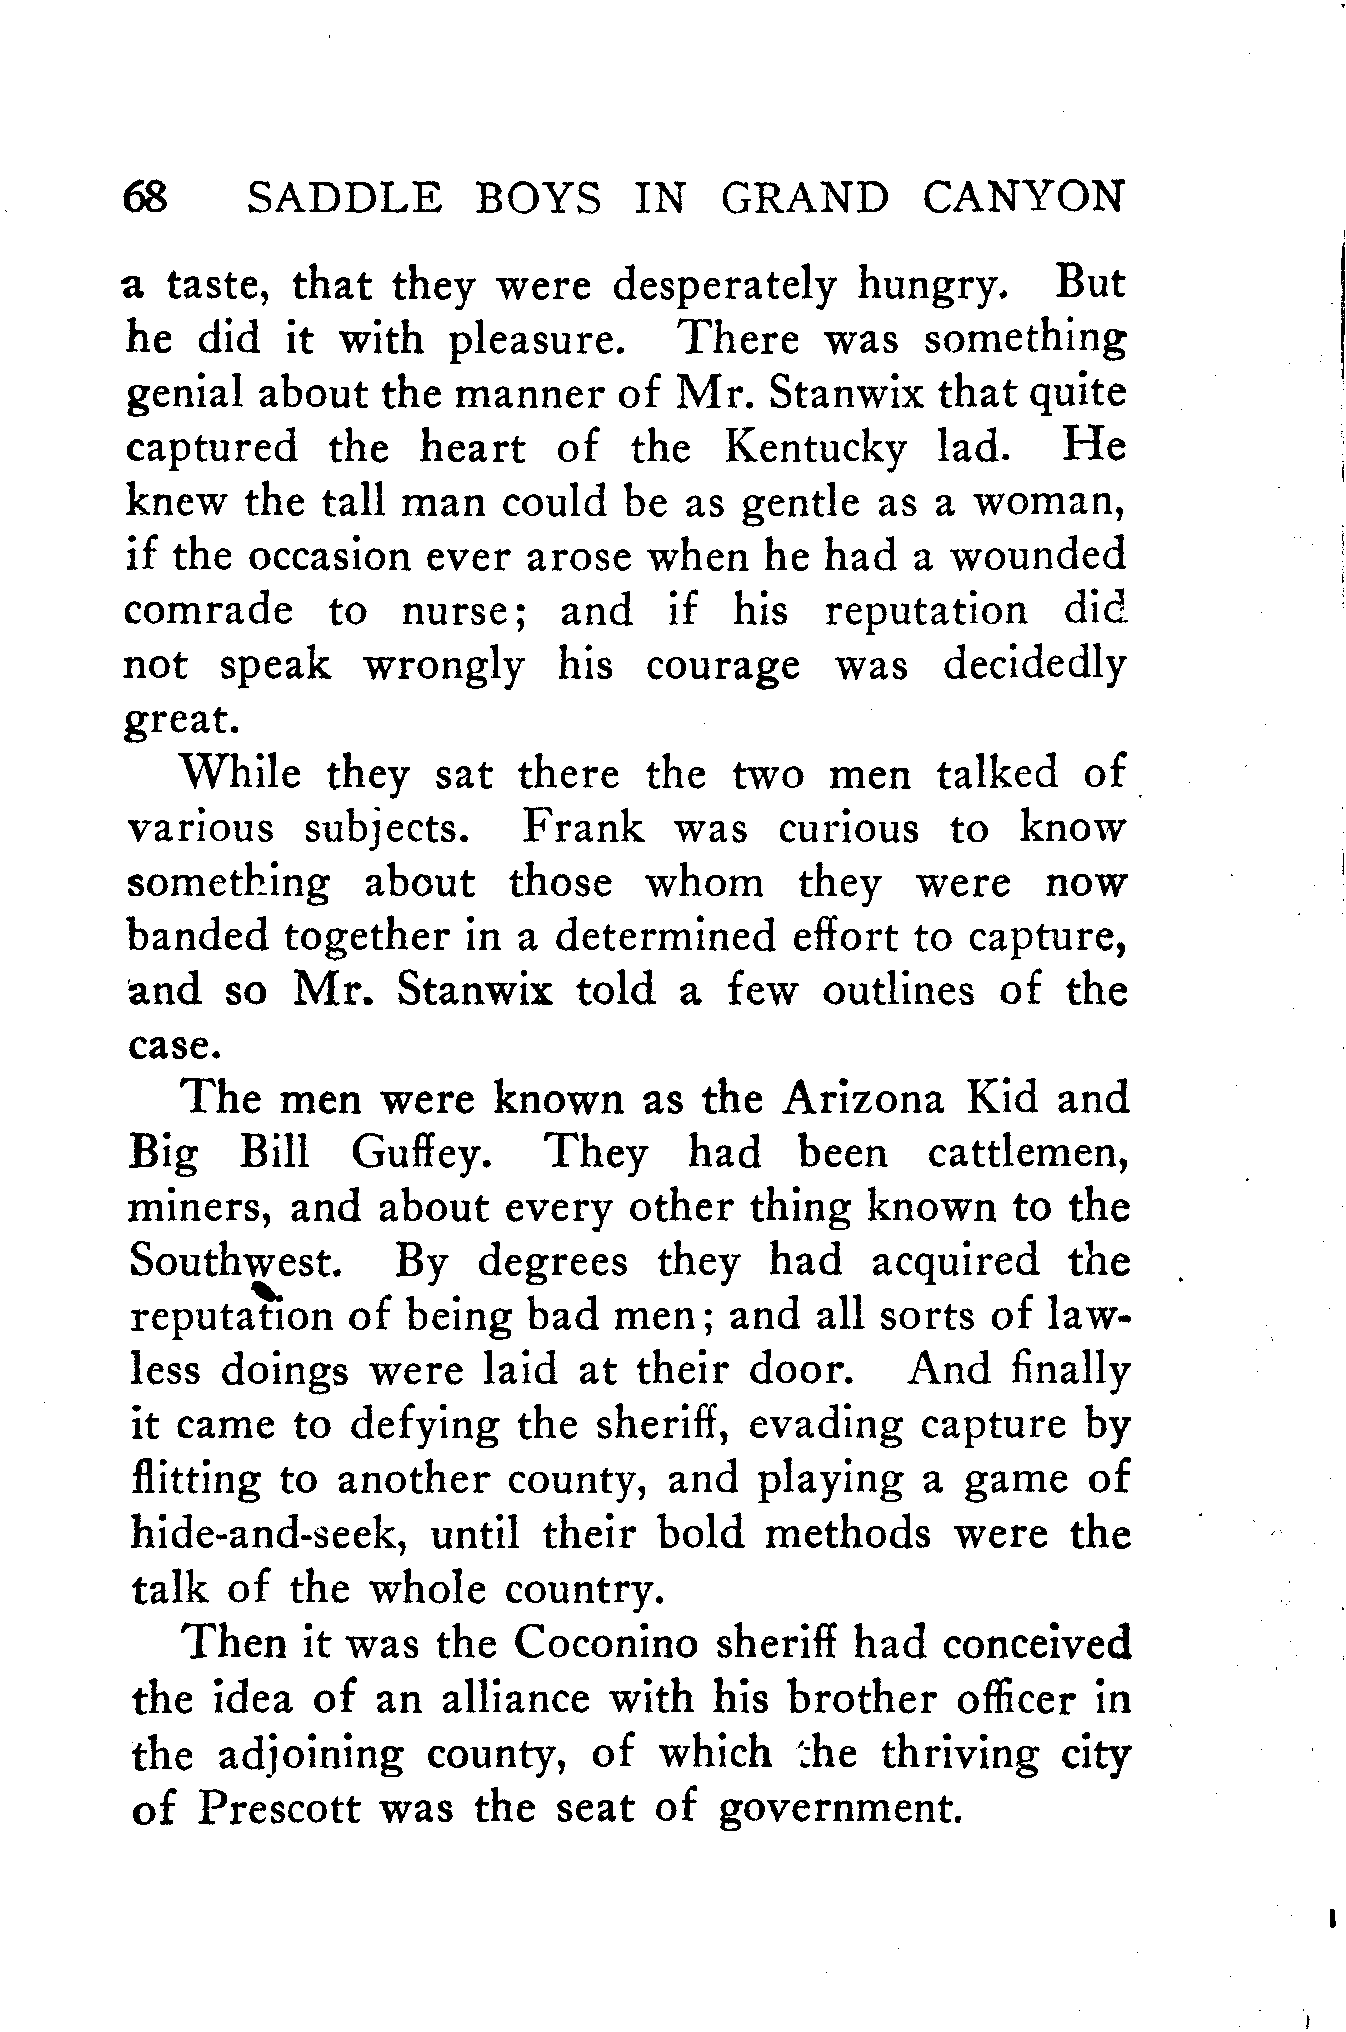 68 SADDLE BOYS IN GRAND CANYON
a taste, that they were desperately hungry. But
he did it with pleasure. There was something
genial about the manner of Mr. Stanwix that quite
captured the heart of the Kentucky lad. He
knew the tall man could be as gentle as a woman,
if the occasion ever arose when he had a wounded
comrade to nurse; and if his reputation did
not speak wrongly his courage was decidedly
great.
While they sat there the two men talked of
various subjects. Frank was curious to know
something about those whom they were now
banded together in a determined effort to capture,
and so Mr. Stanwix told a few outlines of the
case.
The men were known as the Arizona Kid and
Big Bill Guffey. They had been cattlemen,
miners, and about every other thing known to the
Southwest. By degrees they had acquired the
reputation of being bad men; and all sorts of law-
less doings were laid at their door. And finally
it came to defying the sheriff, evading capture by
flitting to another county, and playing a game of
hide-and-seek, until their bold methods were the
talk of the whole country.
Then it was the Coconino sheriff had conceived
the idea of an alliance with his brother officer in
the adjoining county, of which the thriving city
of Prescott was the seat of government.